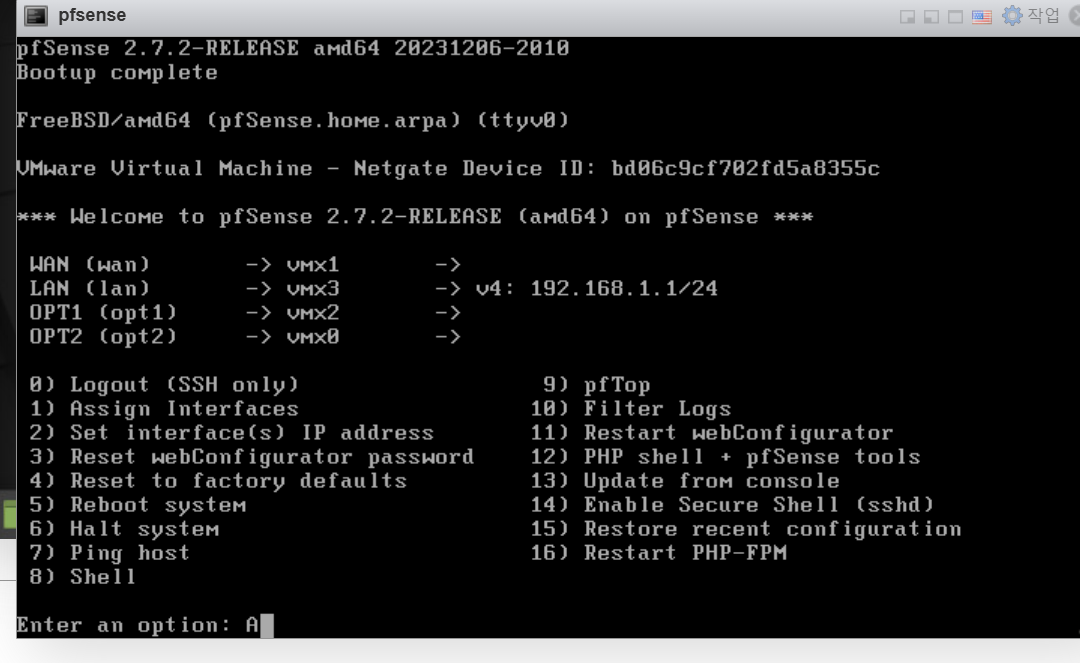 pfsense
작업
pfSense 2.7.2-RELEASE amd64 20231206-2010
Bootup complete
FreeBSD/amd64 (pfSense.home.arpa) (ttyv0)
VMware Virtual Machine - Netgate Device ID: bd06c9cf702fd5a8355c
*** Welcome to pfSense 2.7.2-RELEASE (amd64) on pfSense ***
WAN (wan) -> vmx1 ->
LAN (lan) -> vmx3 -> v4: 192.168.1.1/24
OPT1 (opt1) -> vmx2 ->
OPT2 (opt2) -> vmx0 ->
0) Logout (SSH only) 9) pfTop
1) Assign Interfaces 10) Filter Logs
2) Set interface(s) IP address 11) Restart webConfigurator
3) Reset webConfigurator password 12) PHP shell + pfSense tools
4) Reset to factory defaults 13) Update from console
5) Reboot system 14) Enable Secure Shell (sshd)
6) Halt system 15) Restore recent configuration
7) Ping host 16) Restart PHP-FPM
8) Shell
Enter an option: A